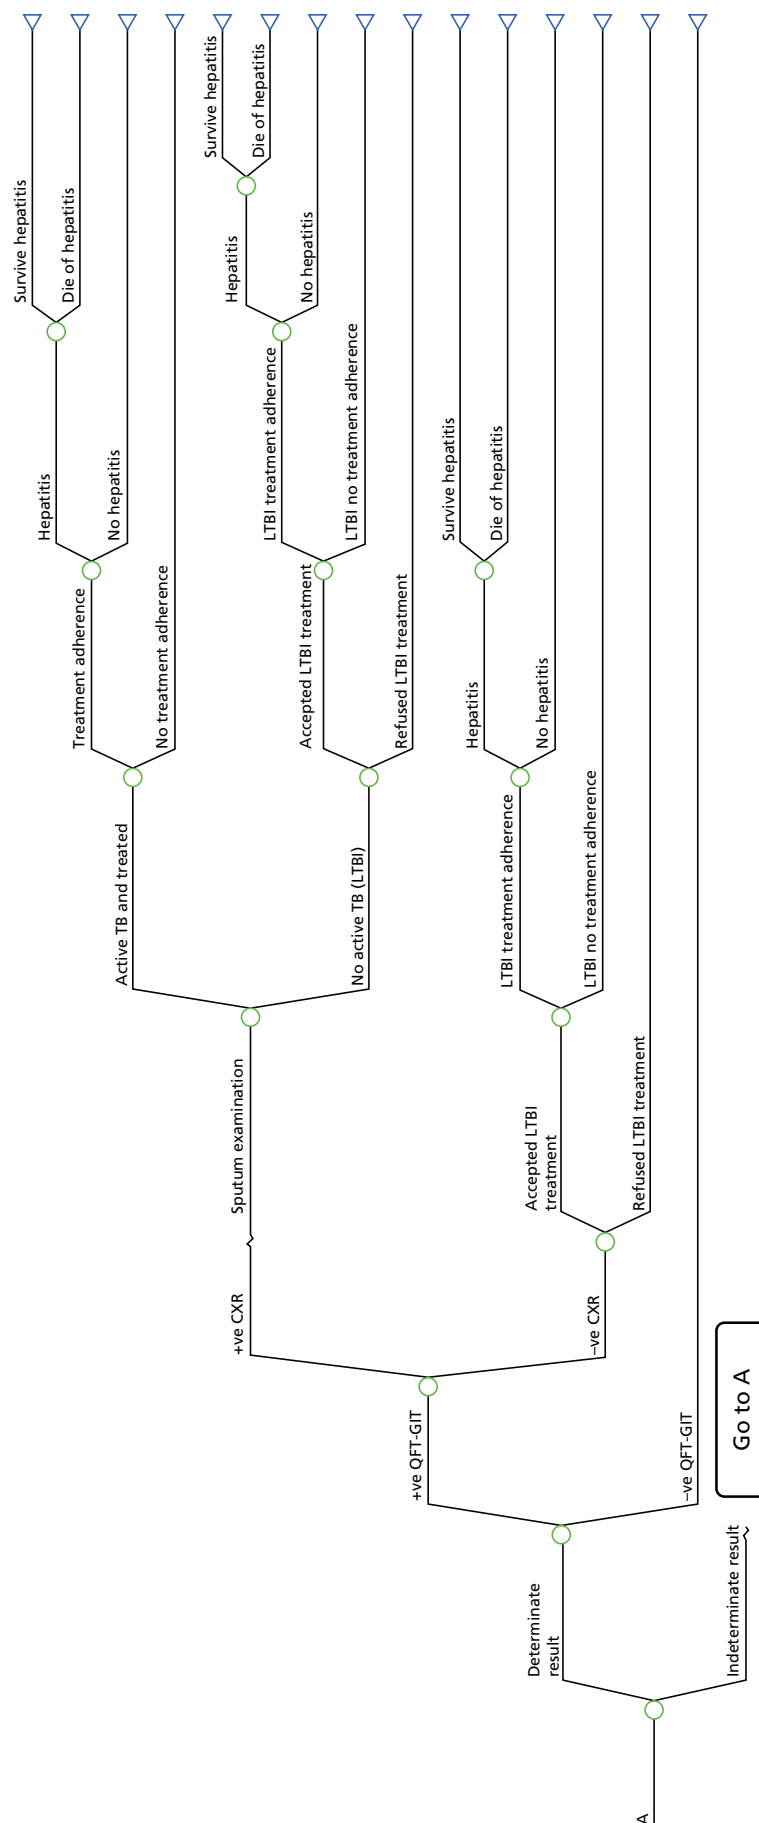 A
Determinate
result
Indeterminate result
Go to A
+ve QFT-GIT
–ve QFT-GIT
+ve CXR
–ve CXR
Sputum examination
Accepted LTBI
treatment
Refused LTBI treatment
Active TB and treated
No active TB (LTBI)
LTBI treatment adherence
LTBI no treatment adherence
Treatment adherence
No treatment adherence
Accepted LTBI treatment
Refused LTBI treatment
Hepatitis
No hepatitis
Hepatitis
No hepatitis
LTBI treatment adherence
LTBI no treatment adherence
Survive hepatitis
Die of hepatitis
Survive hepatitis
Die of hepatitis
Hepatitis
No hepatitis
Survive hepatitis
Die of hepatitis